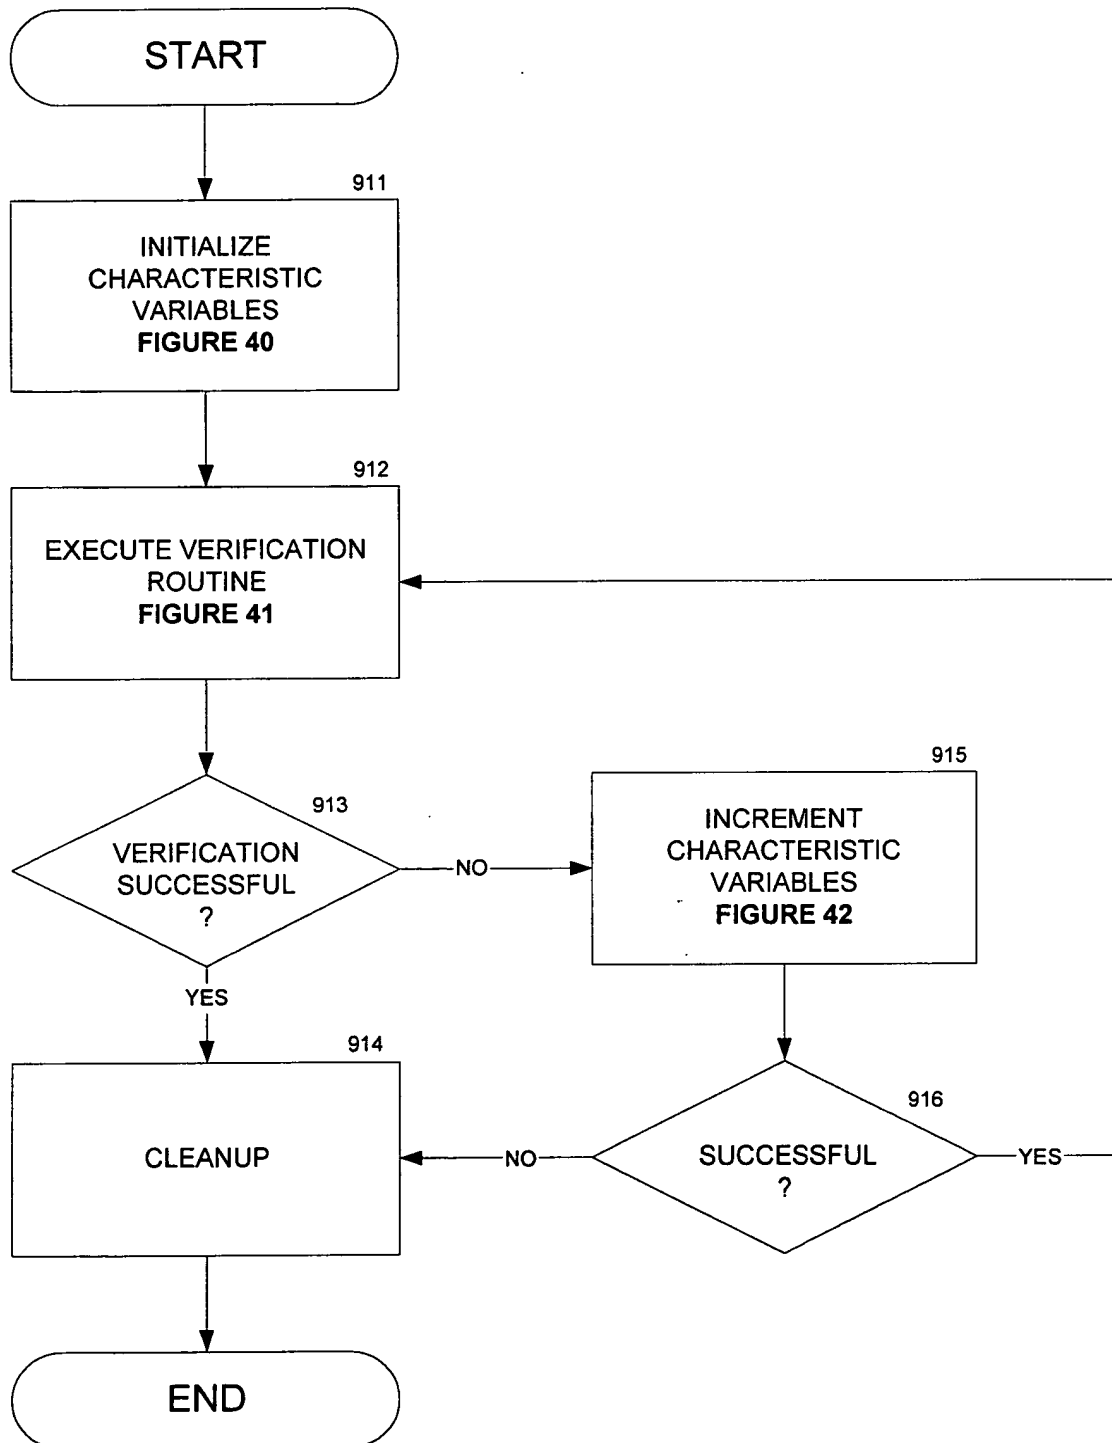 START
911
INITIALIZE
CHARACTERISTIC
VARIABLES
FIGURE 40
912
EXECUTE VERIFICATION
ROUTINE
FIGURE 41
913
VERIFICATION
SUCCESSFUL
?
NO
915
INCREMENT
CHARACTERISTIC
VARIABLES
FIGURE 42
YES
914
CLEANUP
NO
916
SUCCESSFUL
?
YES
END